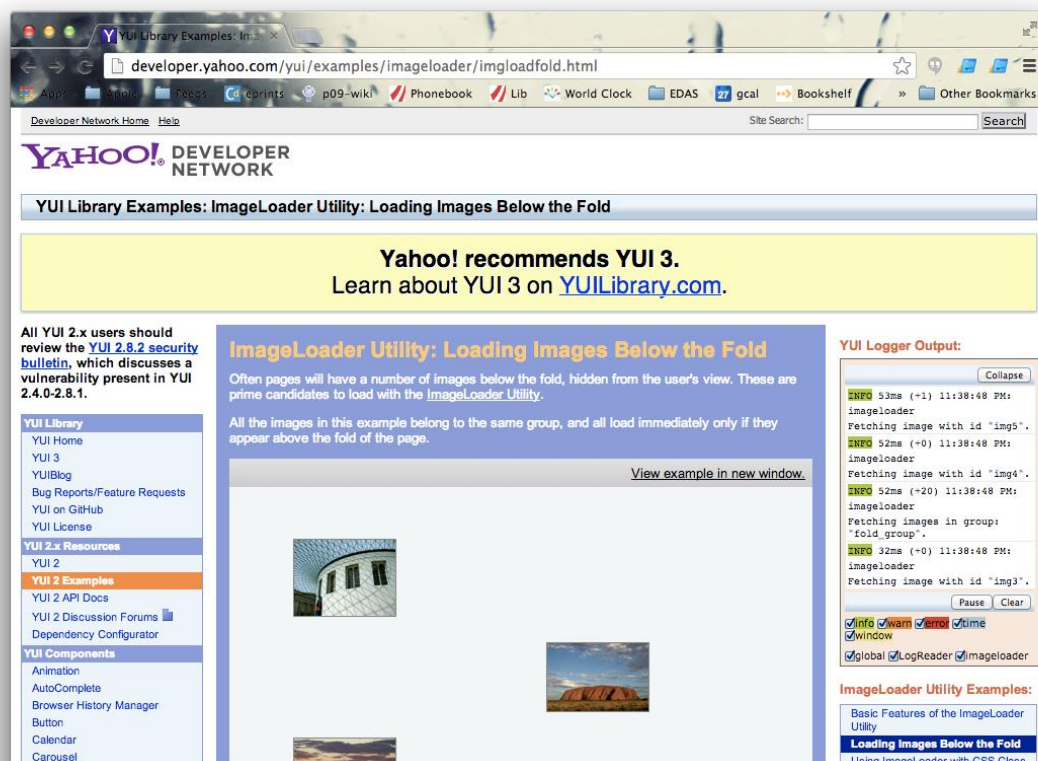 YUI Library Examples: Im
developer.yahoo.com/yui/examples/imageloader/imgloadfold.html
Apps Apple Feeds eprints p09-wiki Phonebook Lib World Clock EDAS 27 gcal Bookshelf » Other Bookmarks
Developer Network Home Help Site Search: Search
YAHOO! DEVELOPER
NETWORK
YUI Library Examples: ImageLoader Utility: Loading Images Below the Fold
Yahoo! recommends YUI 3.
Learn about YUI 3 on YUILibrary.com.
All YUI 2.x users should
review the YUI 2.8.2 security
bulletin, which discusses a
vulnerability present in YUI
2.4.0-2.8.1.
YUI Library
YUI Home
YUI 3
YUIBlog
Bug Reports/Feature Requests
YUI on GitHub
YUI License
YUI 2.x Resources
YUI 2
YUI 2 Examples
YUI 2 API Docs
YUI 2 Discussion Forums
Dependency Configurator
YUI Components
Animation
AutoComplete
Browser History Manager
Button
Calendar
Carousel
ImageLoader Utility: Loading Images Below the Fold
Often pages will have a number of images below the fold, hidden from the user's view. These are
prime candidates to load with the ImageLoader Utility.
All the images in this example belong to the same group, and all load immediately only if they
appear above the fold of the page.
View example in new window.
YUI Logger Output:
Collapse
INFO 53ms (+1) 11:38:48 PM:
imageloader
Fetching image with id "img5".
INFO 52ms (+0) 11:38:48 PM:
imageloader
Fetching image with id "img4".
INFO 52ms (+20) 11:38:48 PM:
imageloader
Fetching images in group:
"fold_group".
INFO 32ms (+0) 11:38:48 PM:
imageloader
Fetching image with id "img3".
Pause Clear
info warn error time
window
global LogReader imageloader
ImageLoader Utility Examples:
Basic Features of the ImageLoader
Utility
Loading Images Below the Fold
Using ImageLoader with CSS Class